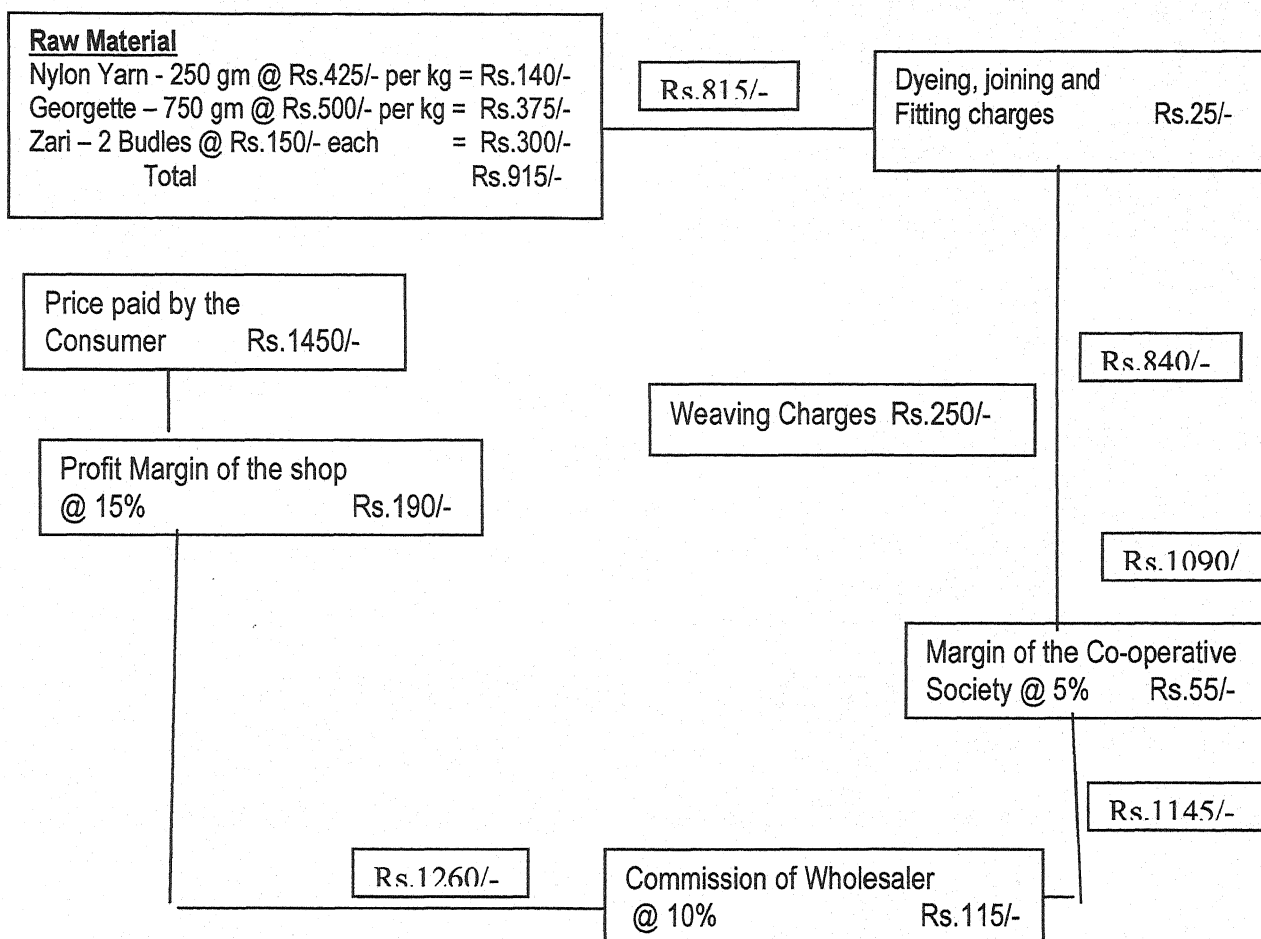 Raw Material
Nylon Yarn - 250 gm @ Rs.425/- per kg = Rs.140/-
Georgette – 750 gm @ Rs.500/- per kg = Rs.375/-
Zari – 2 Budles @ Rs.150/- each = Rs.300/-
Total Rs.915/-
Rs.815/-
Dyeing, joining and
Fitting charges Rs.25/-
Rs.840/-
Weaving Charges Rs.250/-
Rs.1090/
Margin of the Co-operative
Society @ 5% Rs.55/-
Rs.1145/-
Commission of Wholesaler
@ 10% Rs.115/-
Rs.1260/-
Profit Margin of the shop
@ 15% Rs.190/-
Price paid by the
Consumer Rs.1450/-